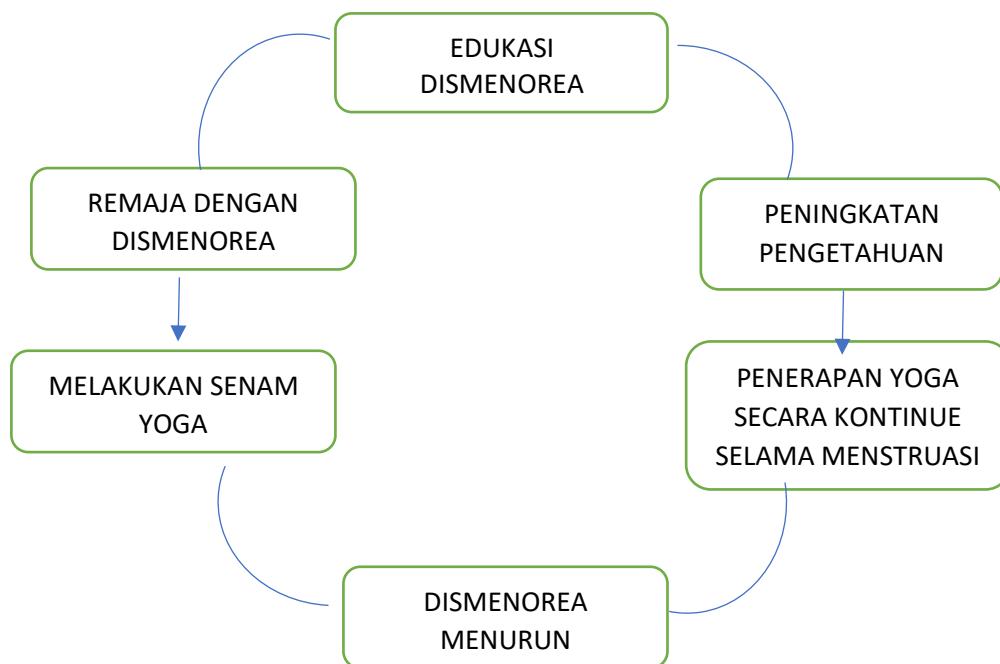 EDUKASI
DISMENOREA
REMAJA DENGAN
DISMENOREA
PENINGKATAN
PENGETAHUAN
MELAKUKAN SENAM
YOGA
PENERAPAN YOGA
SECARA KONTINUE
SELAMA MENSTRUASI
DISMENOREA
MENURUN